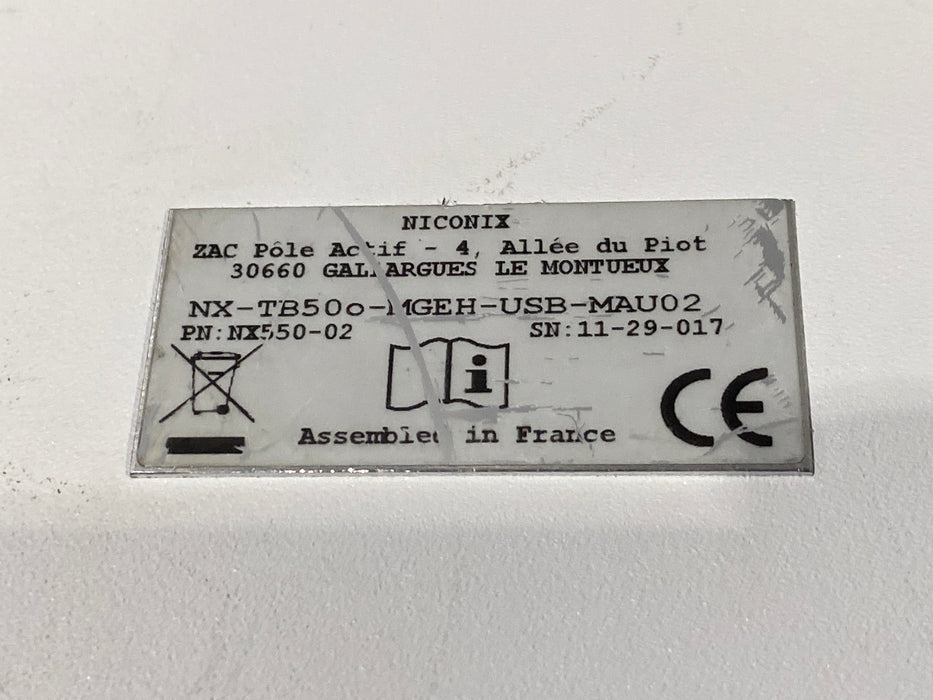 NICONIX
ZAC Pôle Actif - 4, Allée du Piot
30660 GALLARGUES LE MONTUEUX
NX-TB50o-MGEH-USB-MAU02
PN:NX550-02 SN:11-29-017
i
CE
Assembled in France